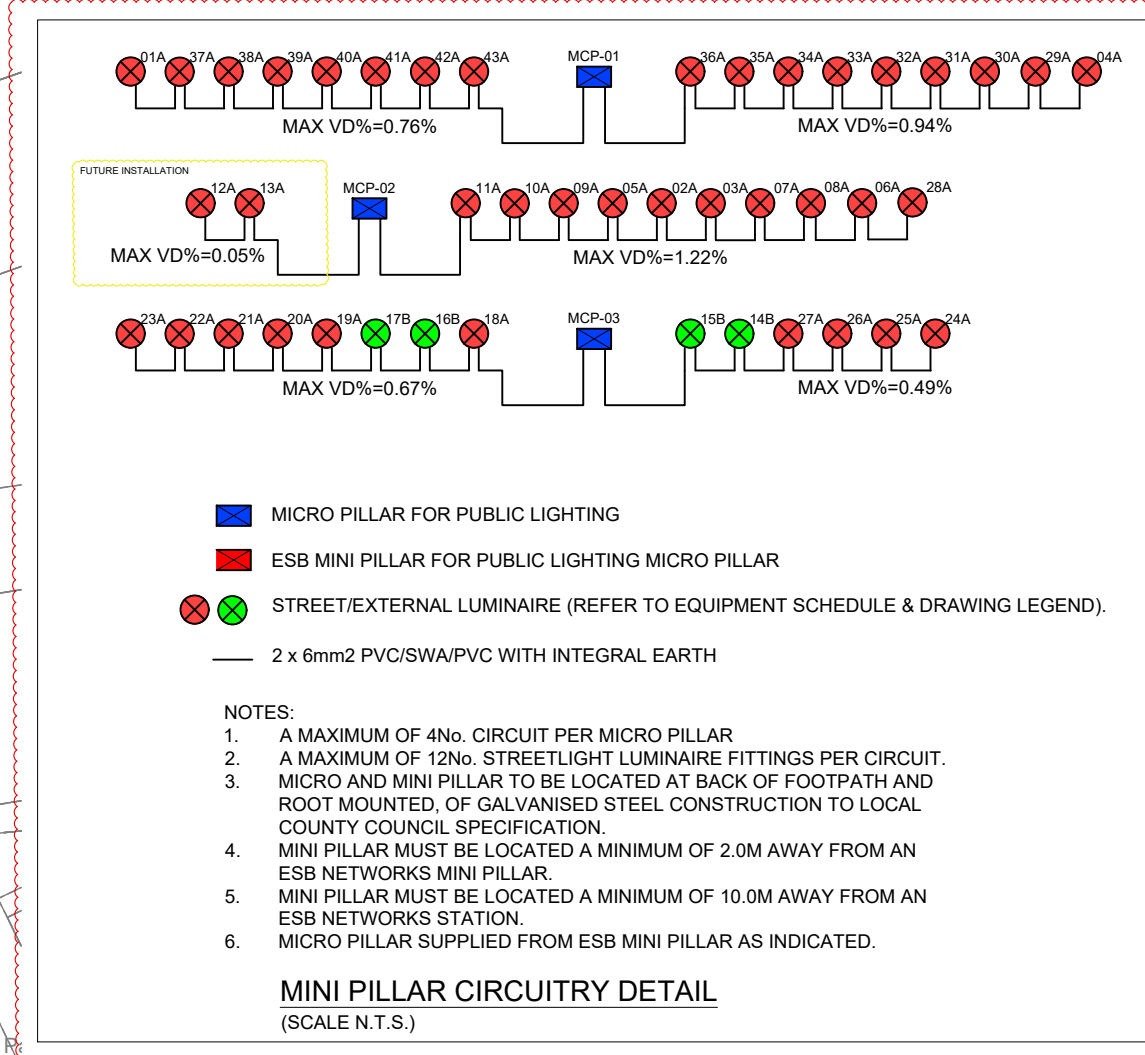 01A 37A 38A 39A 40A 41A 42A 43A MCP-01 36A 35A 34A 33A 32A 31A 30A 29A 04A
MAX VD%=0.76% MAX VD%=0.94%
FUTURE INSTALLATION
12A 13A MCP-02 11A 10A 09A 05A 02A 03A 07A 08A 06A 28A
MAX VD%=0.05% MAX VD%=1.22%
23A 22A 21A 20A 19A 17B 16B 18A MCP-03 15B 14B 27A 26A 25A 24A
MAX VD%=0.67% MAX VD%=0.49%
MICRO PILLAR FOR PUBLIC LIGHTING
ESB MINI PILLAR FOR PUBLIC LIGHTING MICRO PILLAR
STREET/EXTERNAL LUMINAIRE (REFER TO EQUIPMENT SCHEDULE & DRAWING LEGEND).
2 x 6mm2 PVC/SWA/PVC WITH INTEGRAL EARTH
NOTES:
1. A MAXIMUM OF 4No. CIRCUIT PER MICRO PILLAR
2. A MAXIMUM OF 12No. STREETLIGHT LUMINAIRE FITTINGS PER CIRCUIT.
3. MICRO AND MINI PILLAR TO BE LOCATED AT BACK OF FOOTPATH AND
ROOT MOUNTED, OF GALVANISED STEEL CONSTRUCTION TO LOCAL
COUNTY COUNCIL SPECIFICATION.
4. MINI PILLAR MUST BE LOCATED A MINIMUM OF 2.0M AWAY FROM AN
ESB NETWORKS MINI PILLAR.
5. MINI PILLAR MUST BE LOCATED A MINIMUM OF 10.0M AWAY FROM AN
ESB NETWORKS STATION.
6. MICRO PILLAR SUPPLIED FROM ESB MINI PILLAR AS INDICATED.
MINI PILLAR CIRCUITRY DETAIL
(SCALE N.T.S.)